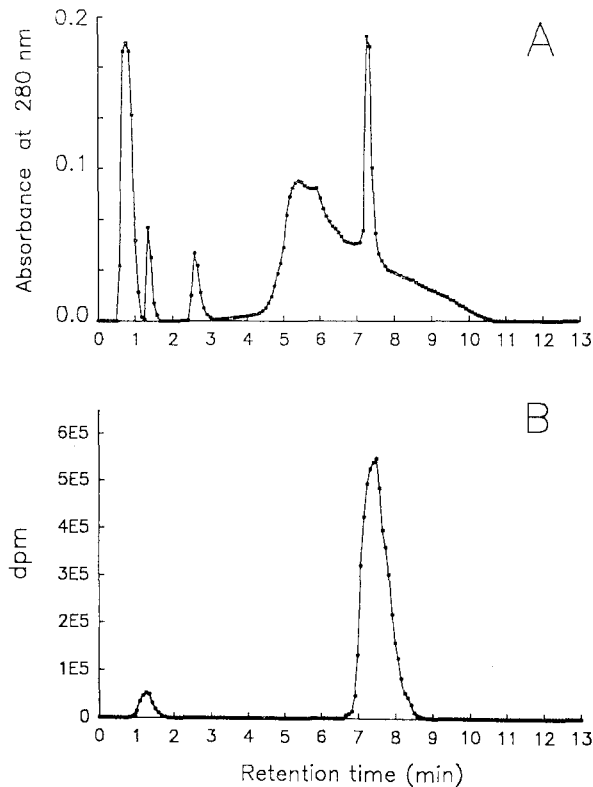 A
Absorbance at 280 nm
0.2
0.1
0.0
0 1 2 3 4 5 6 7 8 9 10 11 12 13
B
dpm
6E5
5E5
4E5
3E5
2E5
1E5
0
0 1 2 3 4 5 6 7 8 9 10 11 12 13
Retention time (min)